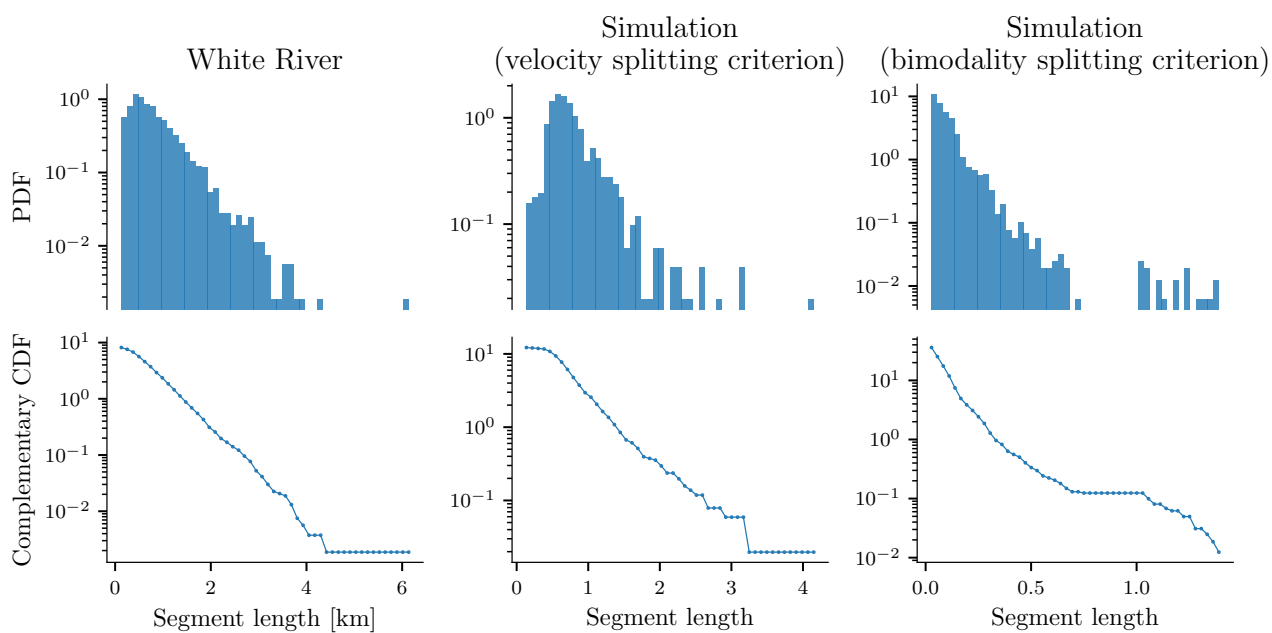 White River
Simulation
(velocity splitting criterion)
Simulation
(bimodality splitting criterion)
PDF
10⁰
10⁻¹
10⁻²
10⁰
10⁻¹
10¹
10⁰
10⁻¹
10⁻²
Complementary CDF
10¹
10⁰
10⁻¹
10⁻²
10¹
10⁰
10⁻¹
10¹
10⁰
10⁻¹
10⁻²
0 2 4 6
0 1 2 3 4
0.0 0.5 1.0
Segment length [km]
Segment length
Segment length